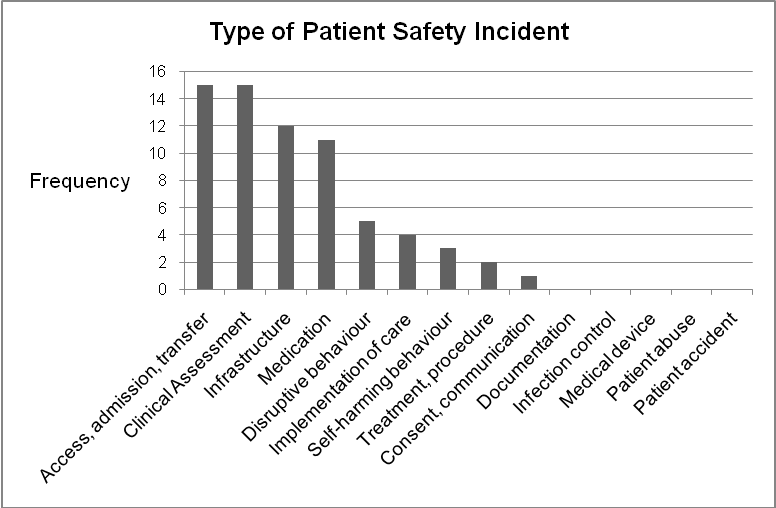 Type of Patient Safety Incident
Frequency
16
14
12
10
8
6
4
2
0
Access, admission, transfer
Clinical Assessment
Infrastructure
Medication
Disruptive behaviour
Implementation of care
Self-harming behaviour
Treatment, procedure
Consent, communication
Documentation
Infection control
Medical device
Patient abuse
Patient accident